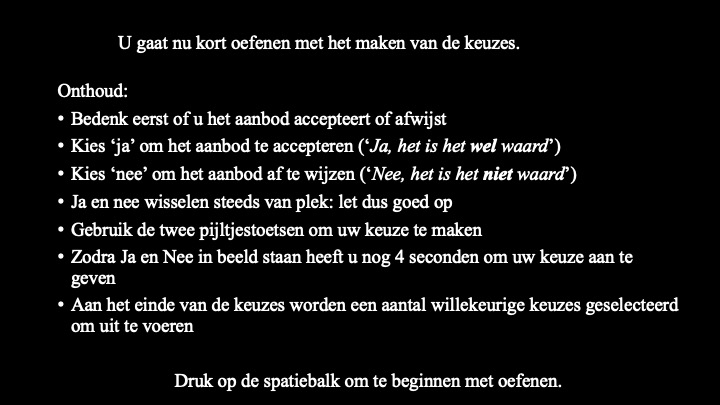 U gaat nu kort oefenen met het maken van de keuzes.
Onthoud:
• Bedenk eerst of u het aanbod accepteert of afwijst
• Kies ‘ja’ om het aanbod te accepteren (‘Ja, het is het wel waard’)
• Kies ‘nee’ om het aanbod af te wijzen (‘Nee, het is het niet waard’)
• Ja en nee wisselen steeds van plek: let dus goed op
• Gebruik de twee pijltjestoetsen om uw keuze te maken
• Zodra Ja en Nee in beeld staan heeft u nog 4 seconden om uw keuze aan te
geven
• Aan het einde van de keuzes worden een aantal willekeurige keuzes geselecteerd
om uit te voeren
Druk op de spatiebalk om te beginnen met oefenen.